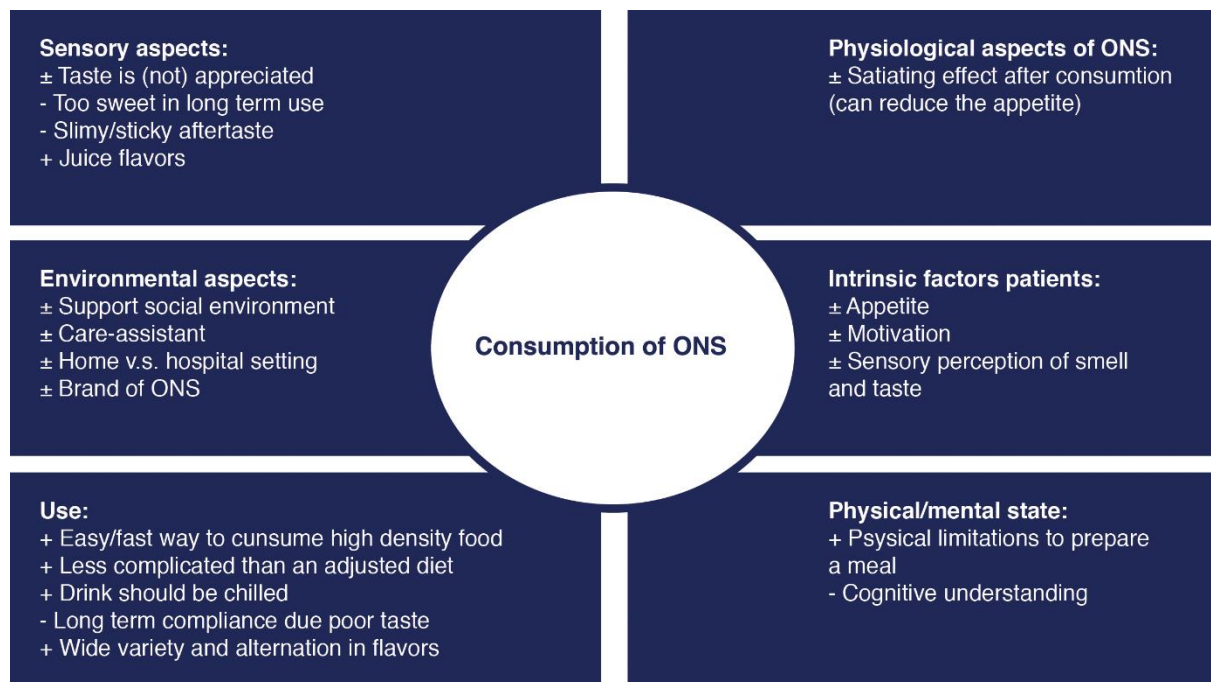 Sensory aspects:
± Taste is (not) appreciated
- Too sweet in long term use
- Slimy/sticky aftertaste
+ Juice flavors
Physiological aspects of ONS:
± Satiating effect after consumtion
(can reduce the appetite)
Environmental aspects:
± Support social environment
± Care-assistant
± Home v.s. hospital setting
± Brand of ONS
Consumption of ONS
Intrinsic factors patients:
± Appetite
± Motivation
± Sensory perception of smell
and taste
Use:
+ Easy/fast way to cunsume high density food
+ Less complicated than an adjusted diet
+ Drink should be chilled
- Long term compliance due poor taste
+ Wide variety and alternation in flavors
Physical/mental state:
+ Psysical limitations to prepare
a meal
- Cognitive understanding